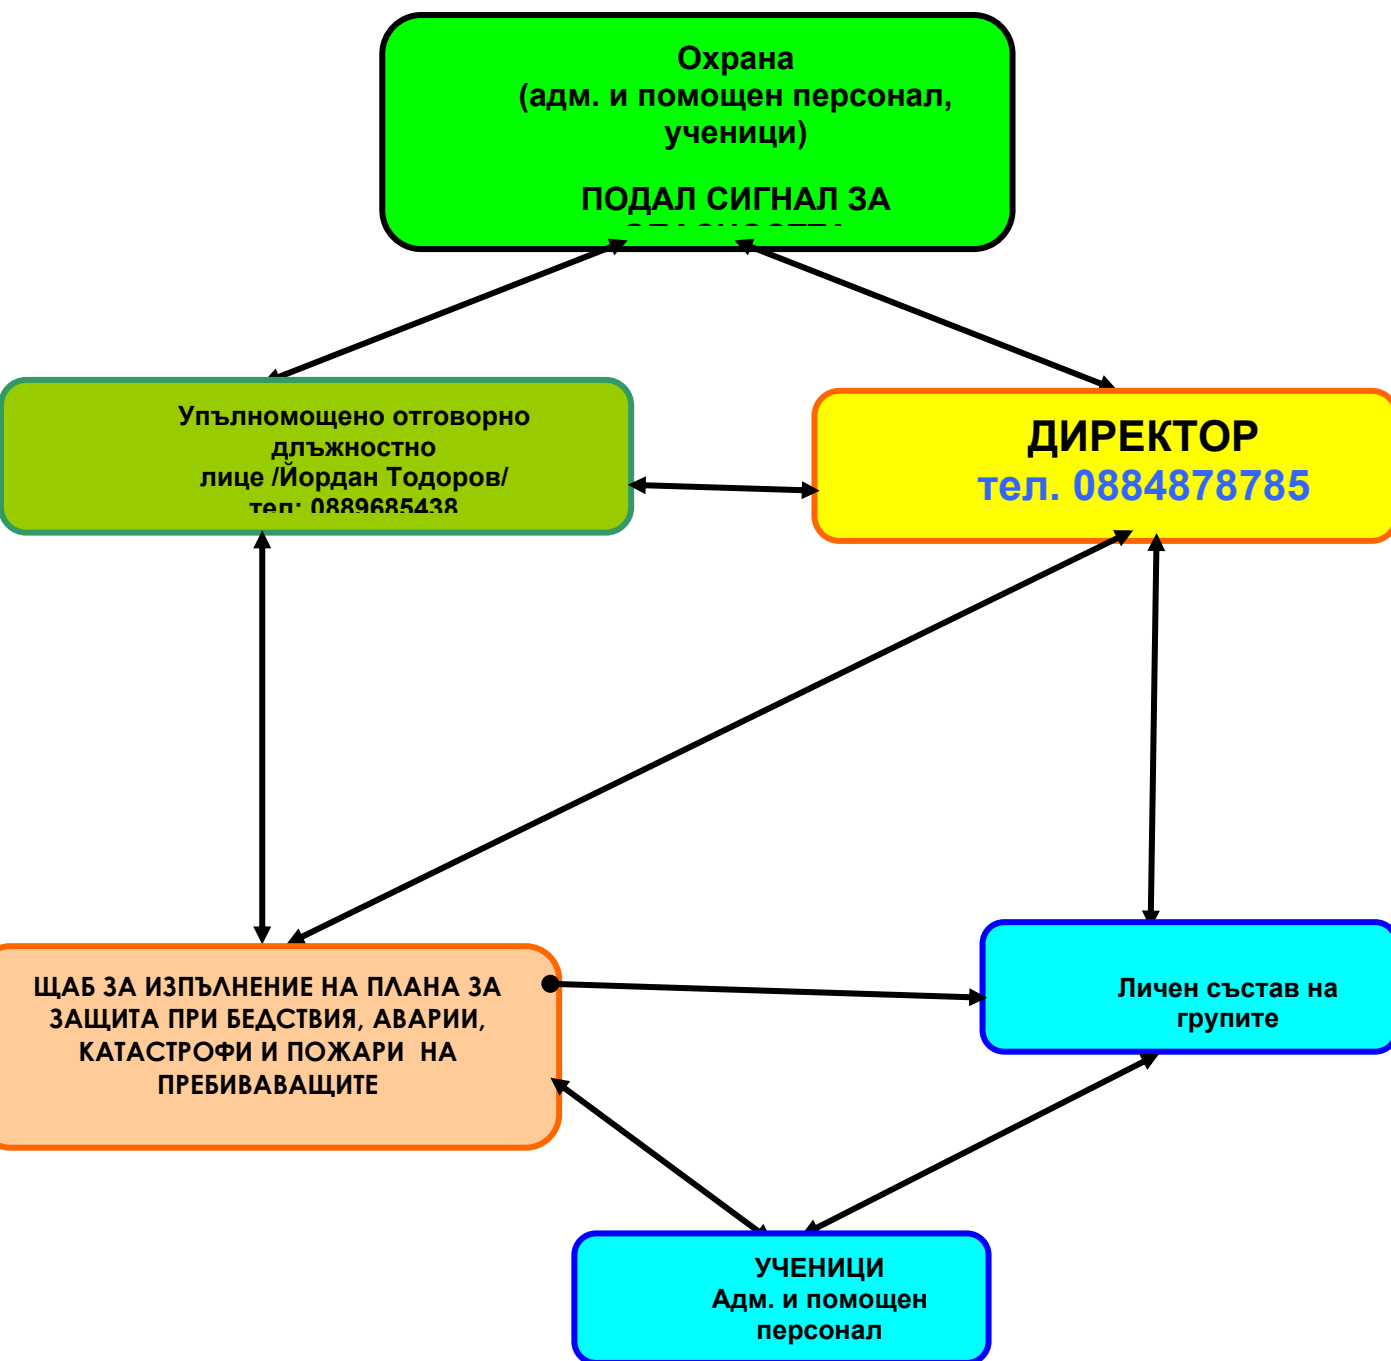 Охрана
(адм. и помощен персонал,
ученици)
ПОДАЛ СИГНАЛ ЗА
Упълномощено отговорно
длъжностно
лице /Йордан Тодоров/
тел: 0889685438
ДИРЕКТОР
тел. 0884878785
ЩАБ ЗА ИЗПЪЛНЕНИЕ НА ПЛАНА ЗА
ЗАЩИТА ПРИ БЕДСТВИЯ, АВАРИИ,
КАТАСТРОФИ И ПОЖАРИ НА
ПРЕБИВАВАЩИТЕ
Личен състав на
групите
УЧЕНИЦИ
Адм. и помощен
персонал